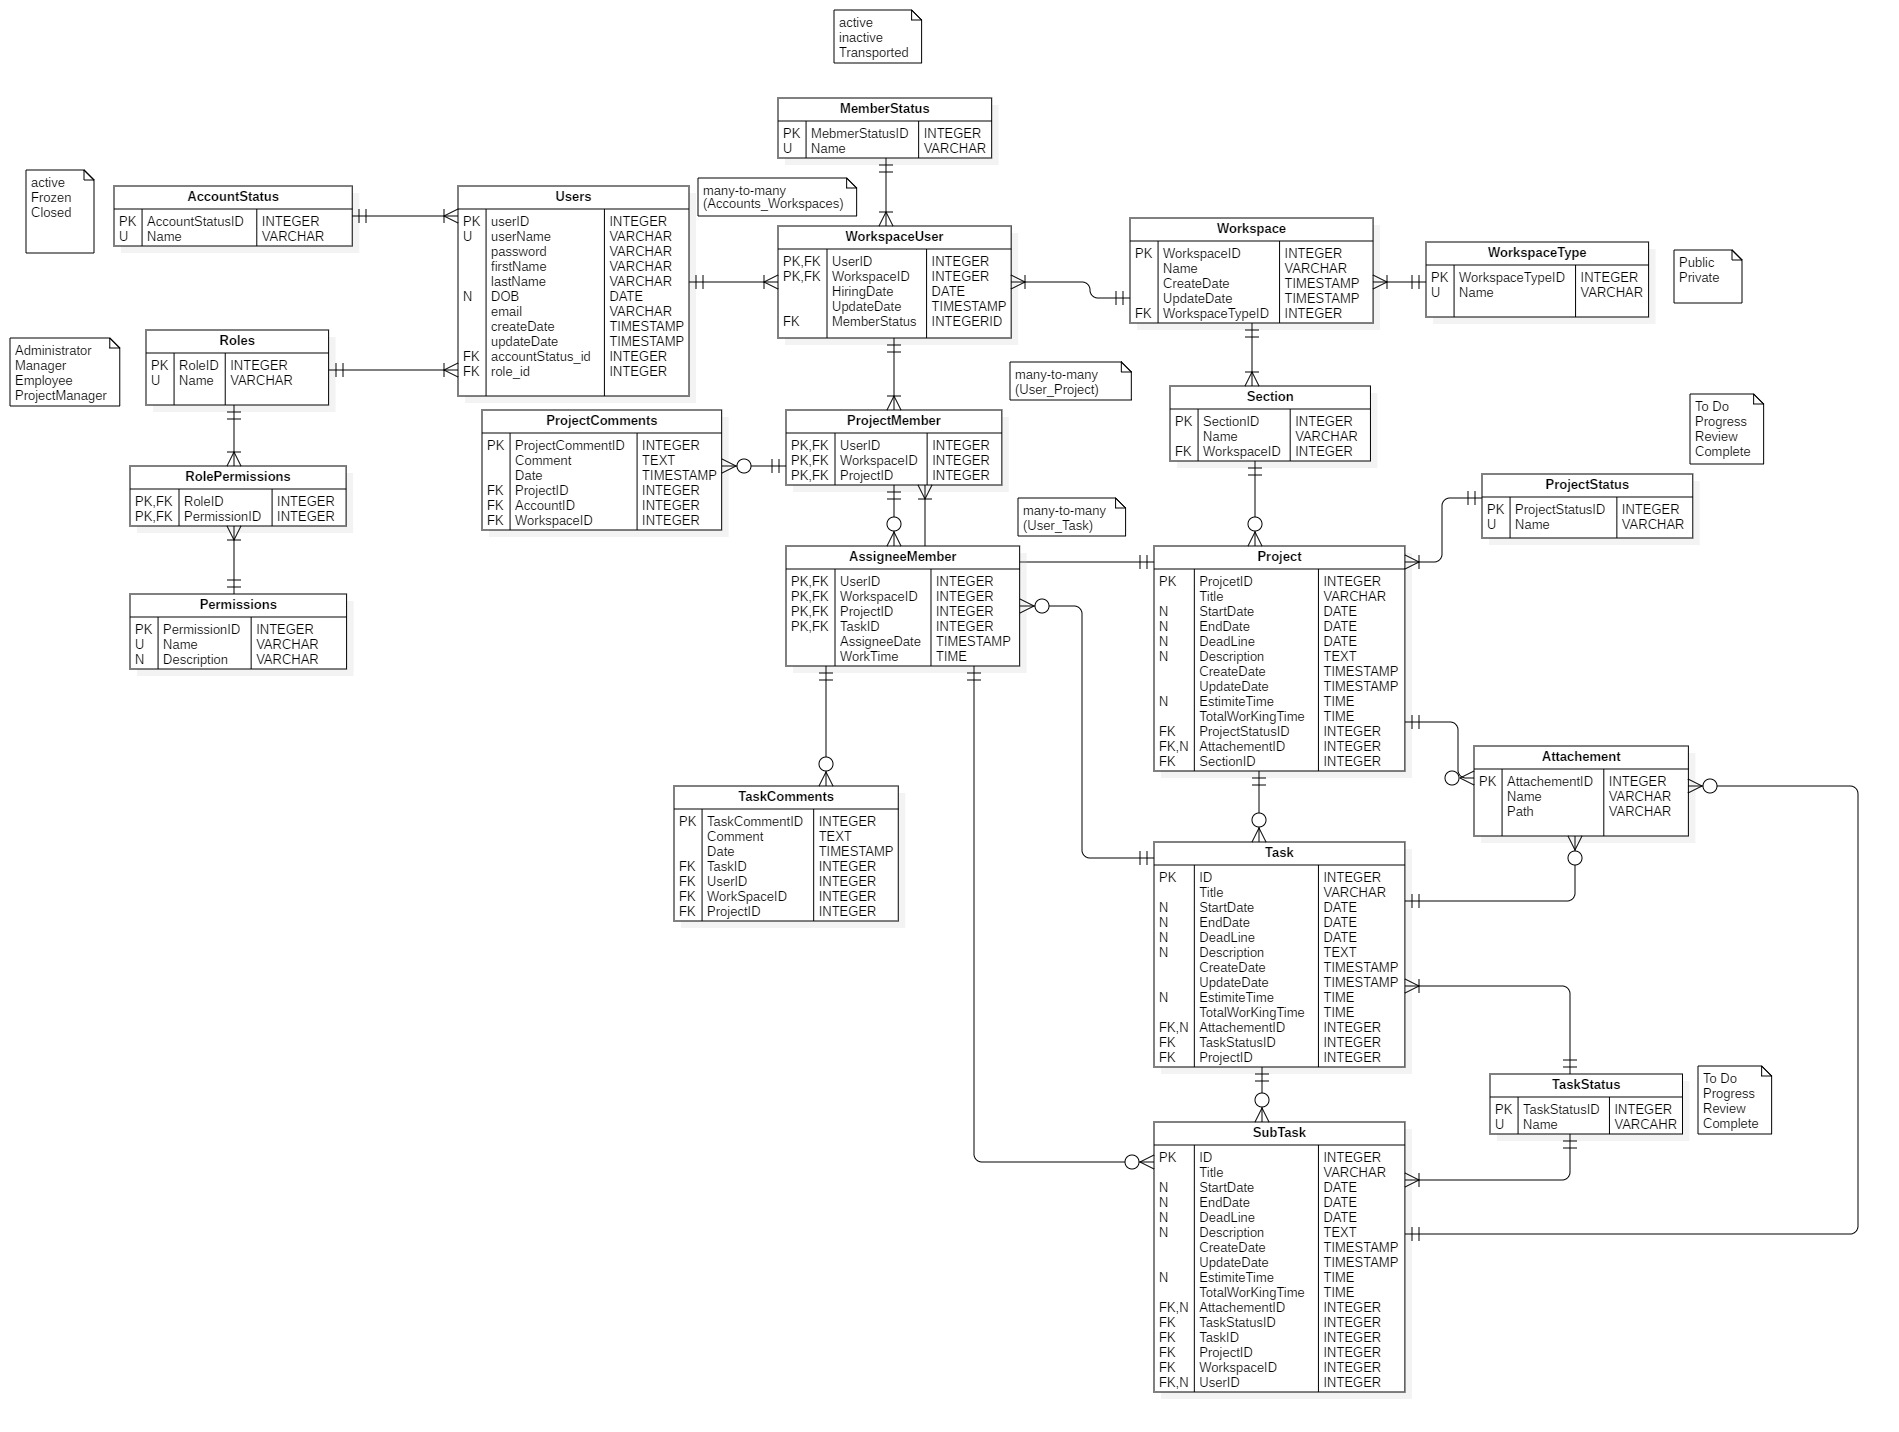 active
inactive
Transported
MemberStatus
PK MebmerStatusID INTEGER
U Name VARCHAR
active
Frozen
Closed
AccountStatus
PK AccountStatusID INTEGER
U Name VARCHAR
Users
PK userID INTEGER
U userName VARCHAR
password VARCHAR
firstName VARCHAR
lastName VARCHAR
N DOB DATE
email VARCHAR
createDate TIMESTAMP
updateDate TIMESTAMP
FK accountStatus_id INTEGER
FK role_id INTEGER
many-to-many
(Accounts_Workspaces)
WorkspaceUser
PK,FK UserID INTEGER
PK,FK WorkspaceID INTEGER
HiringDate DATE
UpdateDate TIMESTAMP
FK MemberStatus INTEGERID
Workspace
PK WorkspaceID INTEGER
Name VARCHAR
CreateDate TIMESTAMP
UpdateDate TIMESTAMP
FK WorkspaceTypeID INTEGER
WorkspaceType
PK WorkspaceTypeID INTEGER
U Name VARCHAR
Public
Private
Administrator
Manager
Employee
ProjectManager
Roles
PK RoleID INTEGER
U Name VARCHAR
many-to-many
(User_Project)
Section
PK SectionID INTEGER
Name VARCHAR
FK WorkspaceID INTEGER
To Do
Progress
Review
Complete
ProjectComments
PK ProjectCommentID INTEGER
Comment TEXT
Date TIMESTAMP
FK ProjectID INTEGER
FK AccountID INTEGER
FK WorkspaceID INTEGER
ProjectMember
PK,FK UserID INTEGER
PK,FK WorkspaceID INTEGER
PK,FK ProjectID INTEGER
RolePermissions
PK,FK RoleID INTEGER
PK,FK PermissionID INTEGER
ProjectStatus
PK ProjectStatusID INTEGER
U Name VARCHAR
many-to-many
(User_Task)
AssigneeMember
PK,FK UserID INTEGER
PK,FK WorkspaceID INTEGER
PK,FK ProjectID INTEGER
PK,FK TaskID INTEGER
AssigneeDate TIMESTAMP
WorkTime TIME
Project
PK ProjcetID INTEGER
Title VARCHAR
N StartDate DATE
N EndDate DATE
N DeadLine DATE
N Description TEXT
CreateDate TIMESTAMP
UpdateDate TIMESTAMP
N EstimiteTime TIME
TotalWorKingTime TIME
FK ProjectStatusID INTEGER
FK,N AttachementID INTEGER
FK SectionID INTEGER
Permissions
PK PermissionID INTEGER
U Name VARCHAR
N Description VARCHAR
Attachement
PK AttachementID INTEGER
Name VARCHAR
Path VARCHAR
TaskComments
PK TaskCommentID INTEGER
Comment TEXT
Date TIMESTAMP
FK TaskID INTEGER
FK UserID INTEGER
FK WorkSpaceID INTEGER
FK ProjectID INTEGER
Task
PK ID INTEGER
Title VARCHAR
N StartDate DATE
N EndDate DATE
N DeadLine DATE
N Description TEXT
CreateDate TIMESTAMP
UpdateDate TIMESTAMP
N EstimiteTime TIME
TotalWorKingTime TIME
FK,N AttachementID INTEGER
FK TaskStatusID INTEGER
FK ProjectID INTEGER
TaskStatus
PK TaskStatusID INTEGER
U Name VARCAHR
To Do
Progress
Review
Complete
SubTask
PK ID INTEGER
Title VARCHAR
N StartDate DATE
N EndDate DATE
N DeadLine DATE
N Description TEXT
CreateDate TIMESTAMP
UpdateDate TIMESTAMP
N EstimiteTime TIME
TotalWorKingTime TIME
FK,N AttachementID INTEGER
FK TaskStatusID INTEGER
FK TaskID INTEGER
FK ProjectID INTEGER
FK WorkspaceID INTEGER
FK,N UserID INTEGER